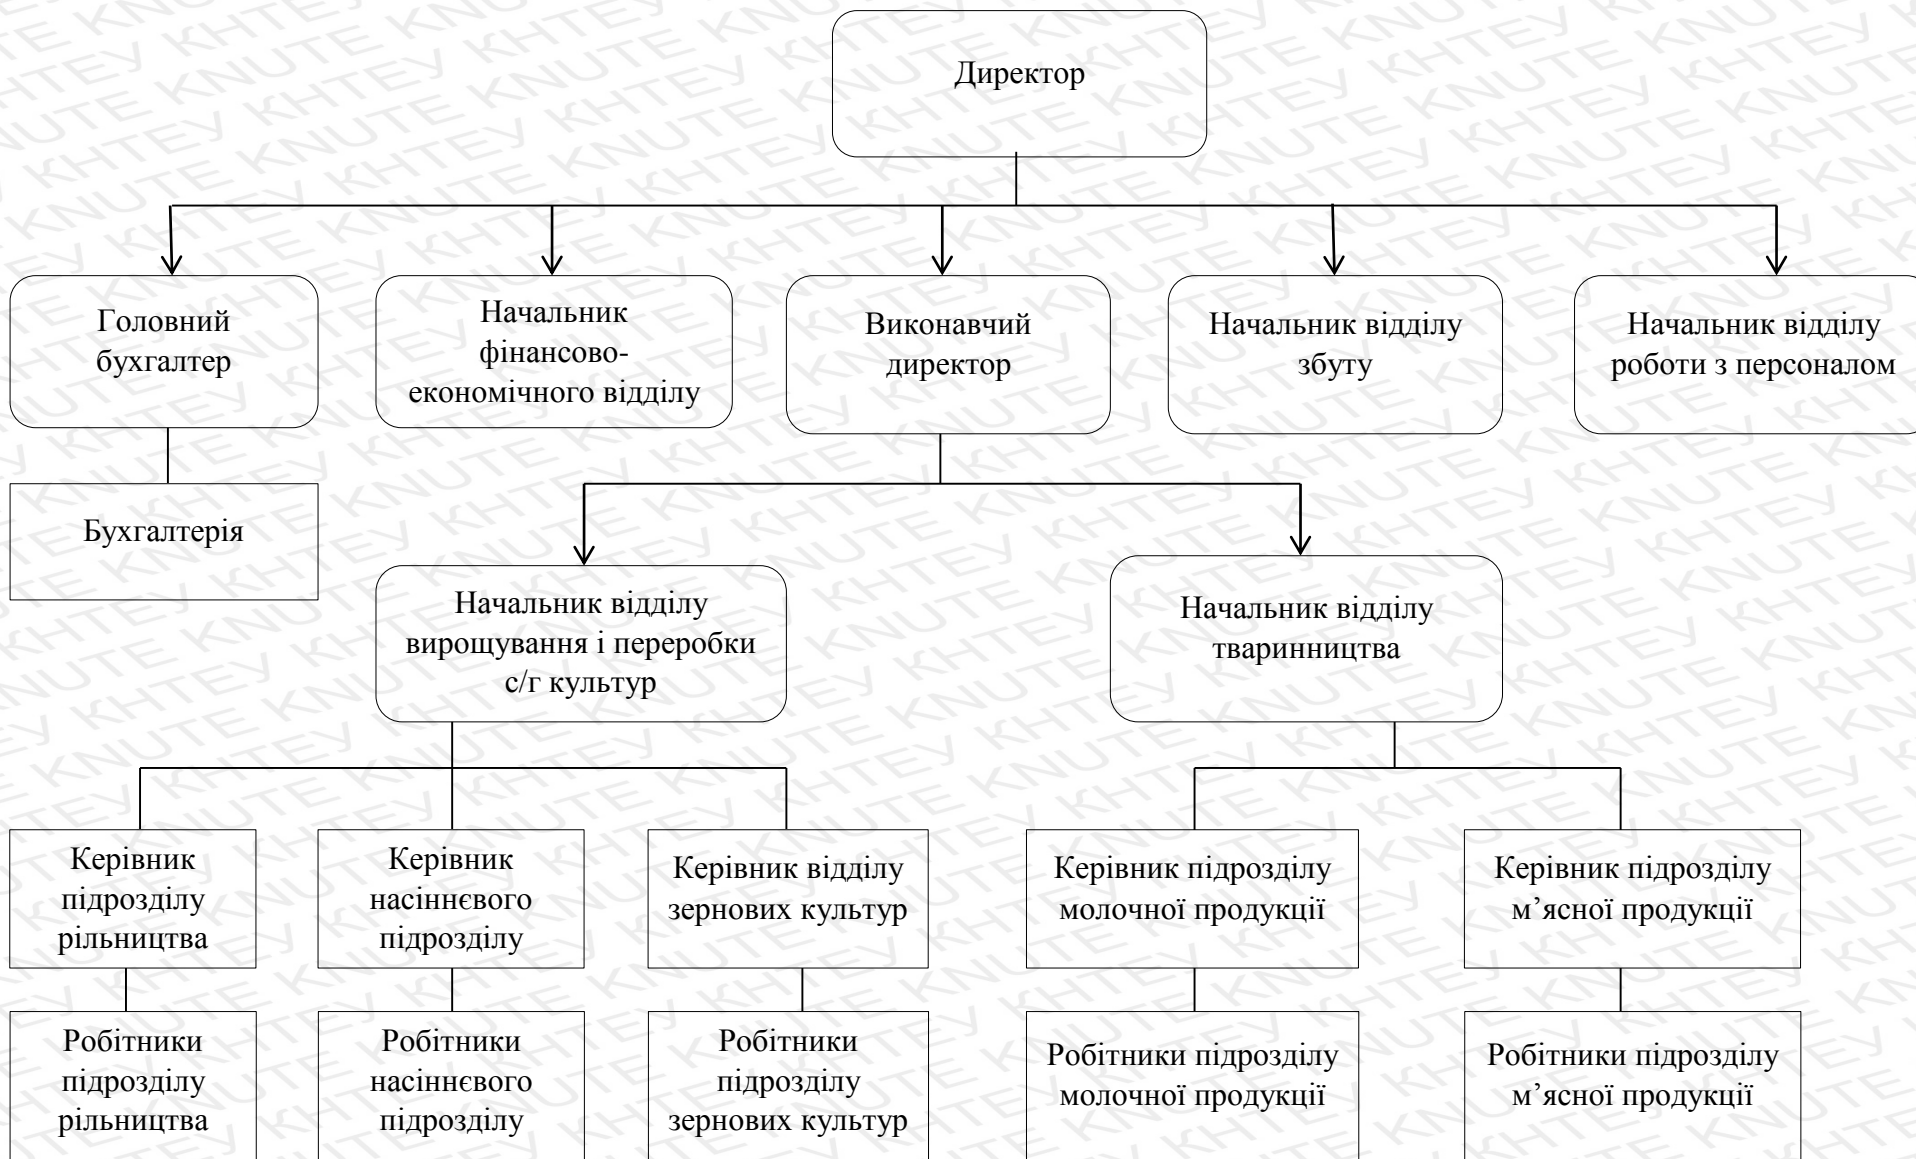 Директор
Головний
бухгалтер
Начальник
фінансово-
економічного відділу
Виконавчий
директор
Начальник відділу
збуту
Начальник відділу
роботи з персоналом
Бухгалтерія
Начальник відділу
вирощування і переробки
с/г культур
Начальник відділу
тваринництва
Керівник
підрозділу
рільництва
Керівник
насіннєвого
підрозділу
Керівник відділу
зернових культур
Керівник підрозділу
молочної продукції
Керівник підрозділу
м’ясної продукції
Робітники
підрозділу
рільництва
Робітники
насіннєвого
підрозділу
Робітники
підрозділу
зернових культур
Робітники підрозділу
молочної продукції
Робітники підрозділу
м’ясної продукції